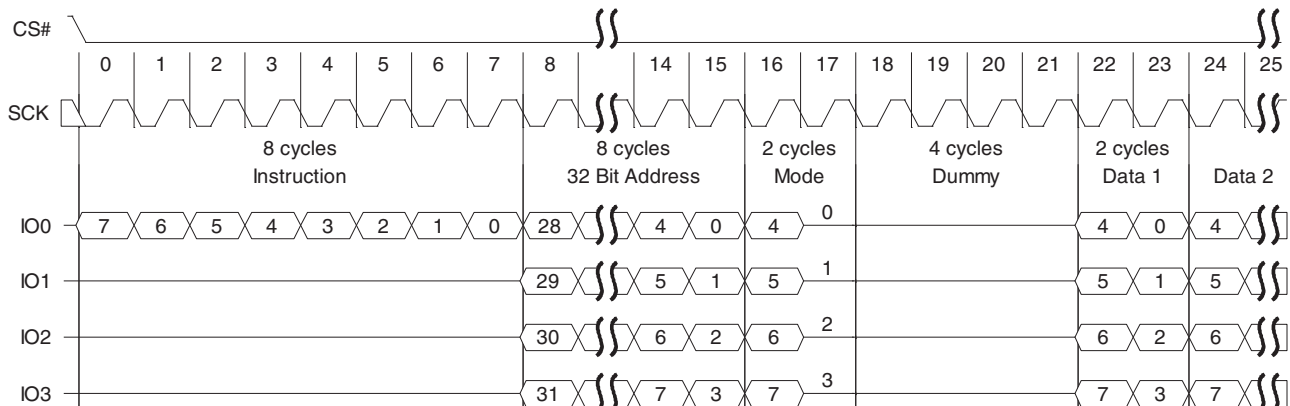 CS#
0 1 2 3 4 5 6 7 8 14 15 16 17 18 19 20 21 22 23 24 25
SCK
8 cycles 8 cycles 2 cycles 4 cycles 2 cycles
Instruction 32 Bit Address Mode Dummy Data 1 Data 2
IO0 7 6 5 4 3 2 1 0 28 4 0 4 0 4 0 4
IO1 29 5 1 5 1 5 1 5
IO2 30 6 2 6 2 6 2 6
IO3 31 7 3 7 3 7 3 7